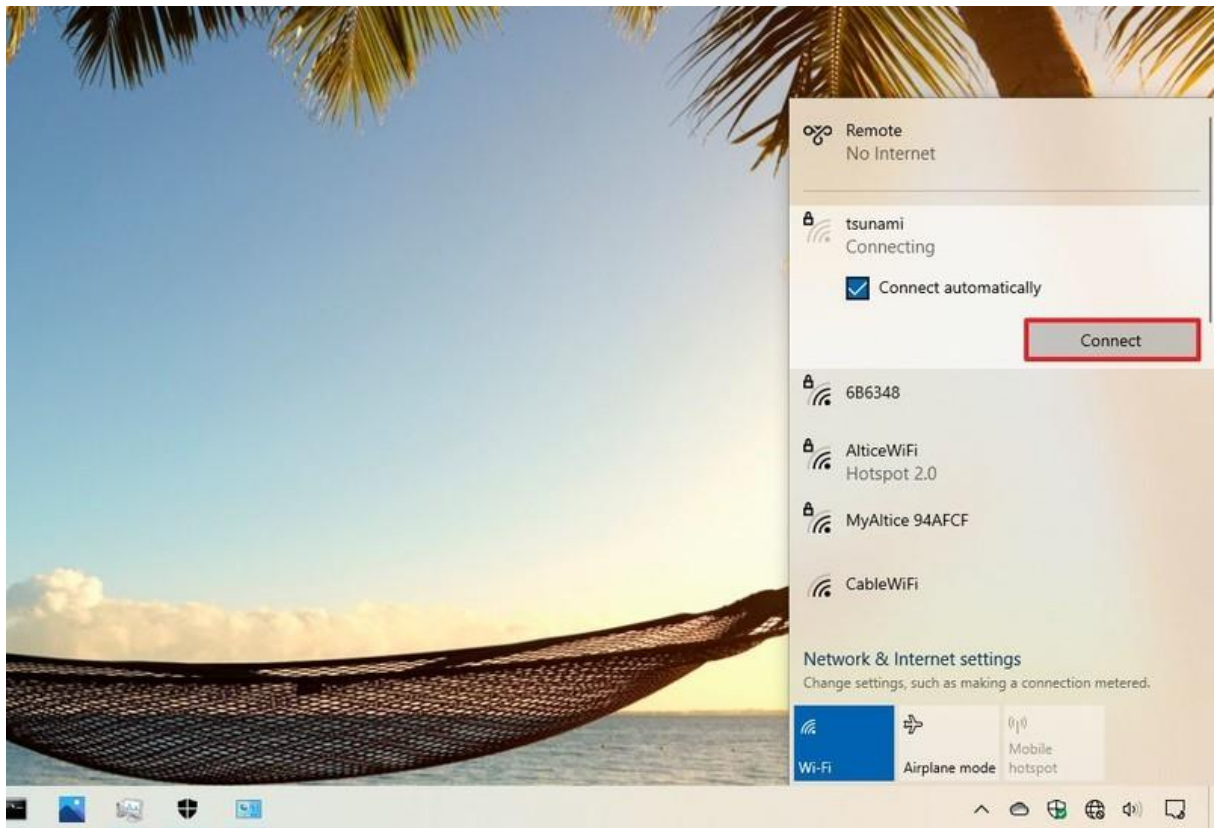 Remote
No Internet
tsunami
Connecting
Connect automatically
Connect
6B6348
AlticeWiFi
Hotspot 2.0
MyAltice 94AFCF
CableWiFi
Network & Internet settings
Change settings, such as making a connection metered.
Wi-Fi
Airplane mode
Mobile
hotspot